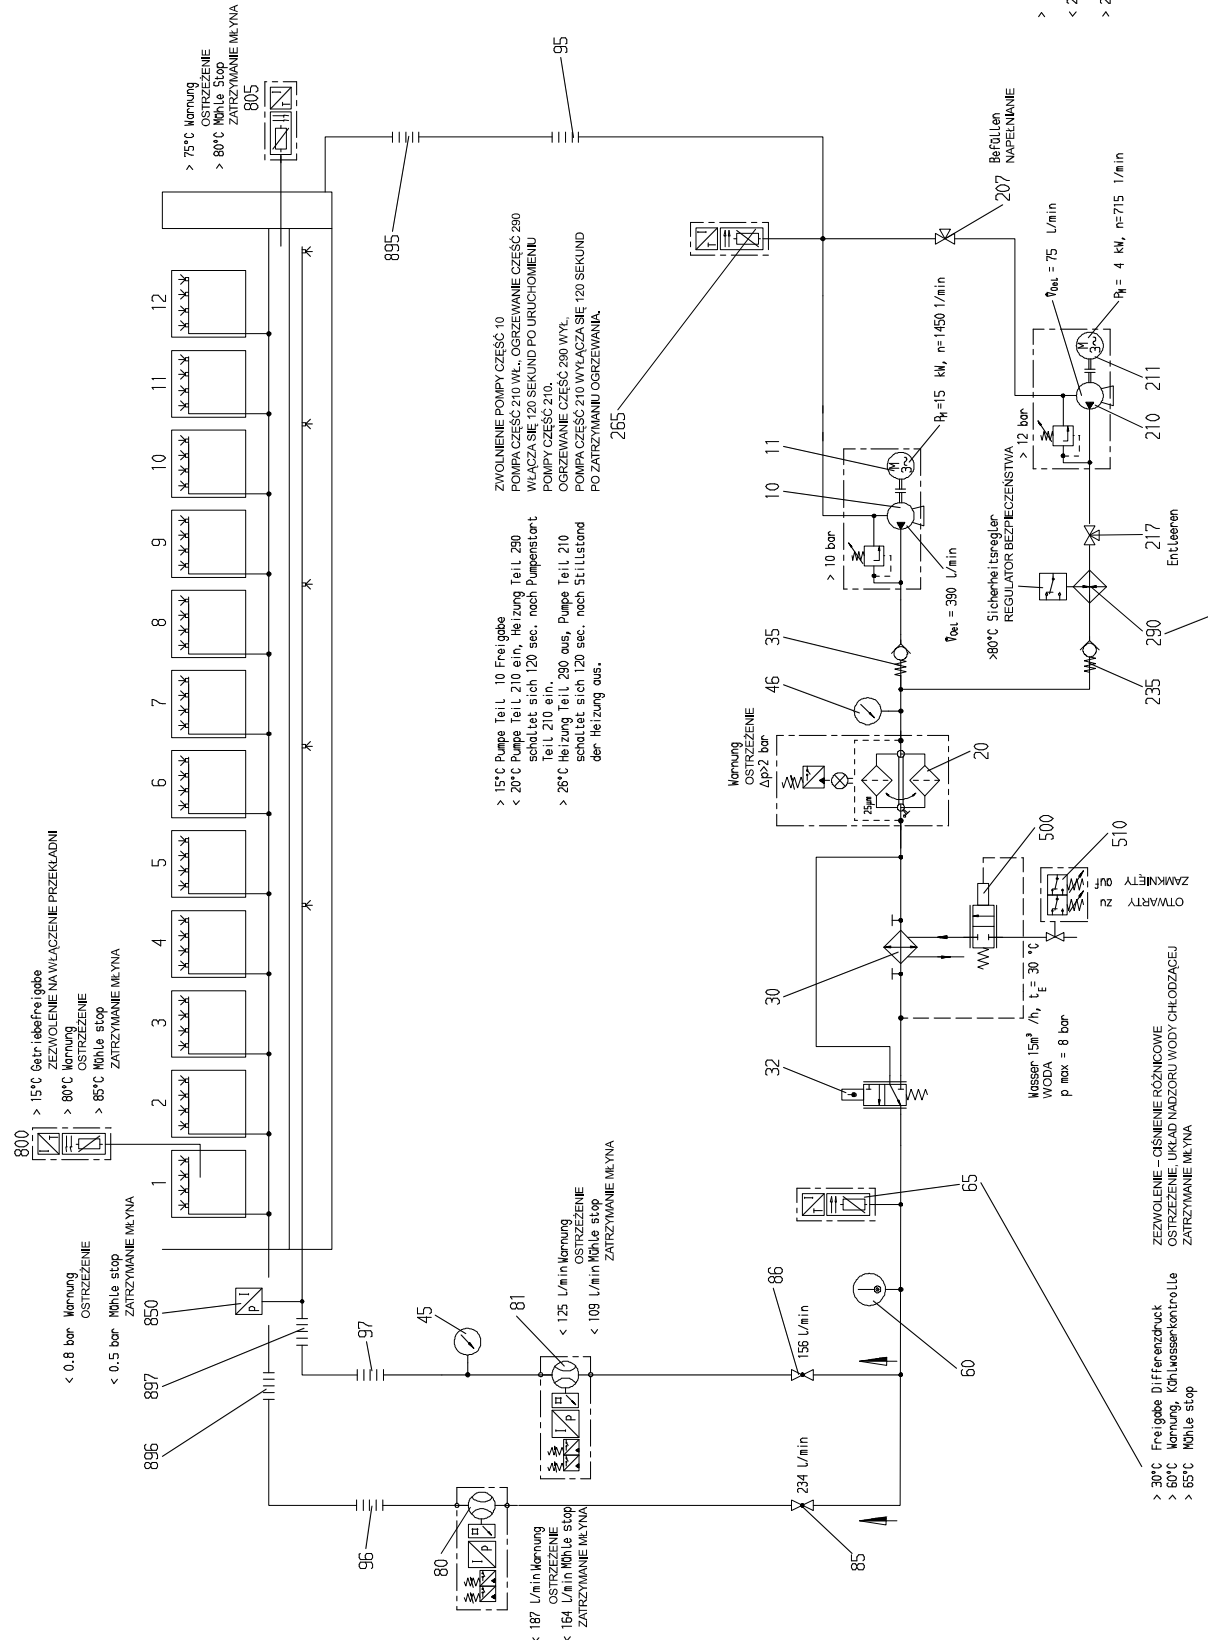 > 75°C Warnung
OSTRZEŻENIE
> 80°C Mühle Stop
ZATRZYMANIE MŁYNA
805
800
> 15°C Getriebefreigabe
ZEZWOLENIE NA WŁĄCZENIE PRZEKŁADNI
> 80°C Warnung
OSTRZEŻENIE
> 85°C Mühle stop
ZATRZYMANIE MŁYNA
1
2
3
4
5
6
7
8
9
10
11
12
< 0.8 bar Warnung
OSTRZEŻENIE
< 0.5 bar Mühle stop
ZATRZYMANIE MŁYNA
850
897
896
895
95
97
96
45
81
< 125 l/min Warnung
OSTRZEŻENIE
< 109 l/min Mühle stop
ZATRZYMANIE MŁYNA
80
< 187 l/min Warnung
OSTRZEŻENIE
< 164 l/min Mühle stop
ZATRZYMANIE MŁYNA
86
156 l/min
234 l/min
85
60
65
> 30°C Freigabe Differenzdruck
> 60°C Warnung, Kühlwasserkontrolle
> 65°C Mühle stop
ZEZWOLENIE – CIŚNIENIE RÓŻNICOWE
OSTRZEŻENIE, UKŁAD NADZORU WODY CHŁODZĄCEJ
ZATRZYMANIE MŁYNA
> 15°C Pumpe Teil 10 Freigabe
< 20°C Pumpe Teil 210 ein, Heizung Teil 290
schaltet sich 120 sec. nach Pumpenstart
Teil 210 ein.
> 26°C Heizung Teil 290 aus, Pumpe Teil 210
schaltet sich 120 sec. nach Stillstand
der Heizung aus.
ZWOLNIENIE POMPY CZĘŚĆ 10
POMPA CZĘŚĆ 210 WŁ., OGRZEWANIE CZĘŚĆ 290
WŁĄCZA SIĘ 120 SEKUND PO URUCHOMIENIU
POMPY CZĘŚĆ 210.
OGRZEWANIE CZĘŚĆ 290 WYŁ,
POMPA CZĘŚĆ 210 WYŁĄCZA SIĘ 120 SEKUND
PO ZATRZYMANIU OGRZEWANIA.
265
207
Befüllen
NAPEŁNIANIE
11
10
> 10 bar
M
3~
P_M=15 kW, n=1450 1/min
V̇_Oel = 390 l/min
V̇_Oel = 75 l/min
P_M = 4 kW, n=715 1/min
> 12 bar
M
3~
211
210
217
Entleeren
>80°C Sicherheitsregler
REGULATOR BEZPIECZEŃSTWA
290
235
35
46
Warnung
OSTRZEŻENIE
Δp>2 bar
25µm
20
30
32
500
510
zu auf
OTWARTY ZAMKNIĘTY
Wasser 15m³ /h, t_E = 30 °C
WODA
p max = 8 bar
>
< 2
> 2